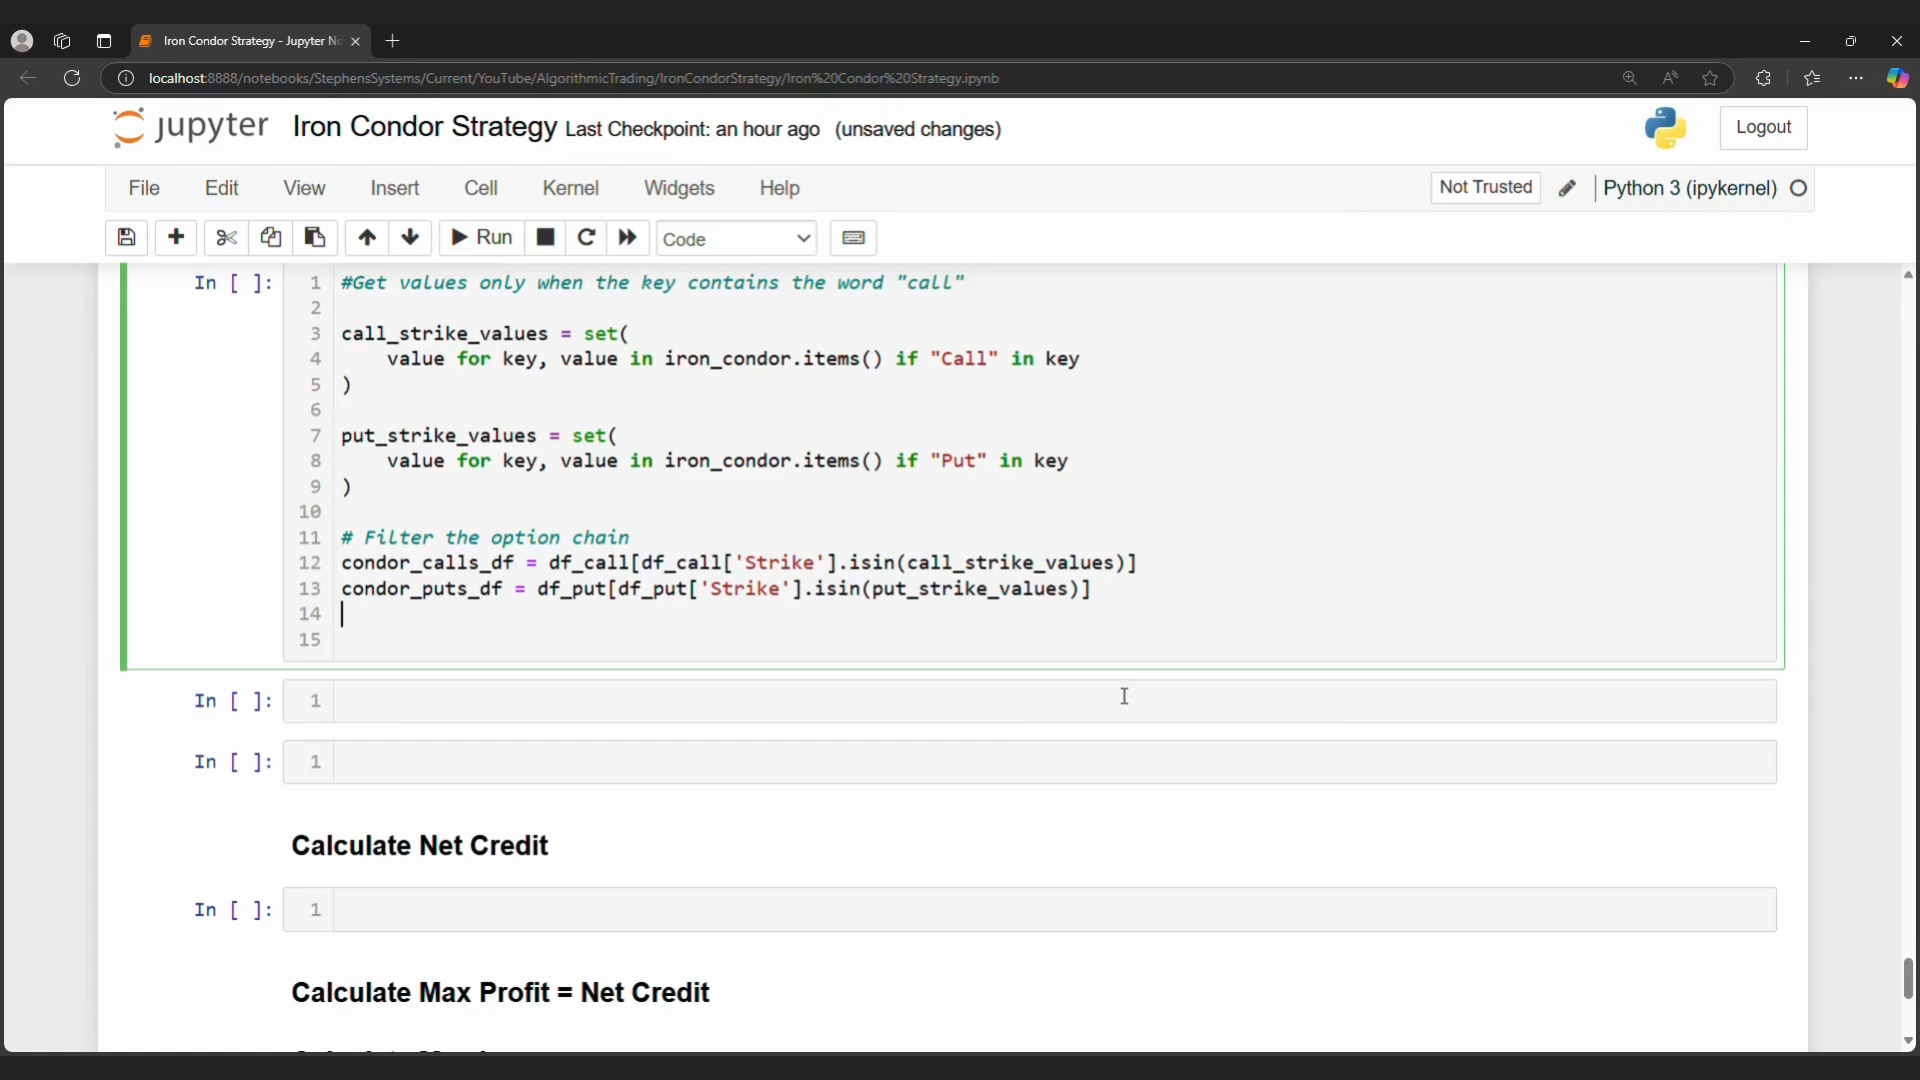 Iron Condor Strategy - Jupyter No
localhost:8888/notebooks/StephensSystems/Current/YouTube/AlgorithmicTrading/IronCondorStrategy/Iron%20Condor%20Strategy.ipynb
jupyter Iron Condor Strategy Last Checkpoint: an hour ago (unsaved changes)
Logout
File Edit View Insert Cell Kernel Widgets Help
Not Trusted Python 3 (ipykernel)
Run Code
In [ ]: 1 #Get values only when the key contains the word "call"
2
3 call_strike_values = set(
4 value for key, value in iron_condor.items() if "Call" in key
5 )
6
7 put_strike_values = set(
8 value for key, value in iron_condor.items() if "Put" in key
9 )
10
11 # Filter the option chain
12 condor_calls_df = df_call[df_call['Strike'].isin(call_strike_values)]
13 condor_puts_df = df_put[df_put['Strike'].isin(put_strike_values)]
14
15
In [ ]: 1
In [ ]: 1
Calculate Net Credit
In [ ]: 1
Calculate Max Profit = Net Credit